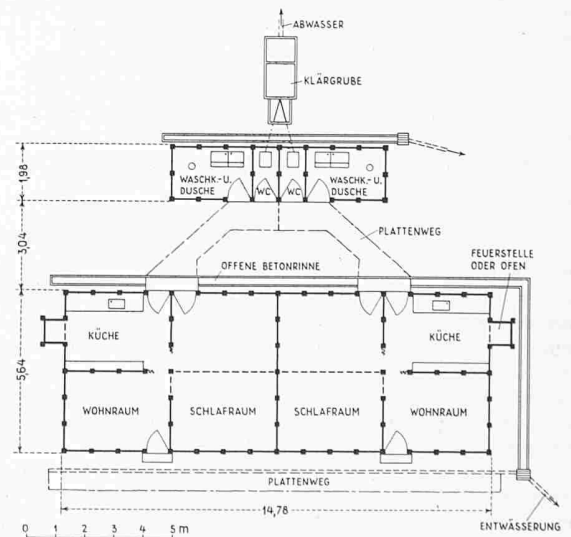 ABWASSER
KLÄRGRUBE
1,98
WASCHK.-U.
DUSCHE
WC
WC
WASCHK.-U.
DUSCHE
3,04
PLATTENWEG
OFFENE BETONRINNE
FEUERSTELLE
ODER OFEN
5,64
KÜCHE
KÜCHE
WOHNRAUM
SCHLAFRAUM
SCHLAFRAUM
WOHNRAUM
PLATTENWEG
14,78
ENTWÄSSERUNG
0 1 2 3 4 5 m